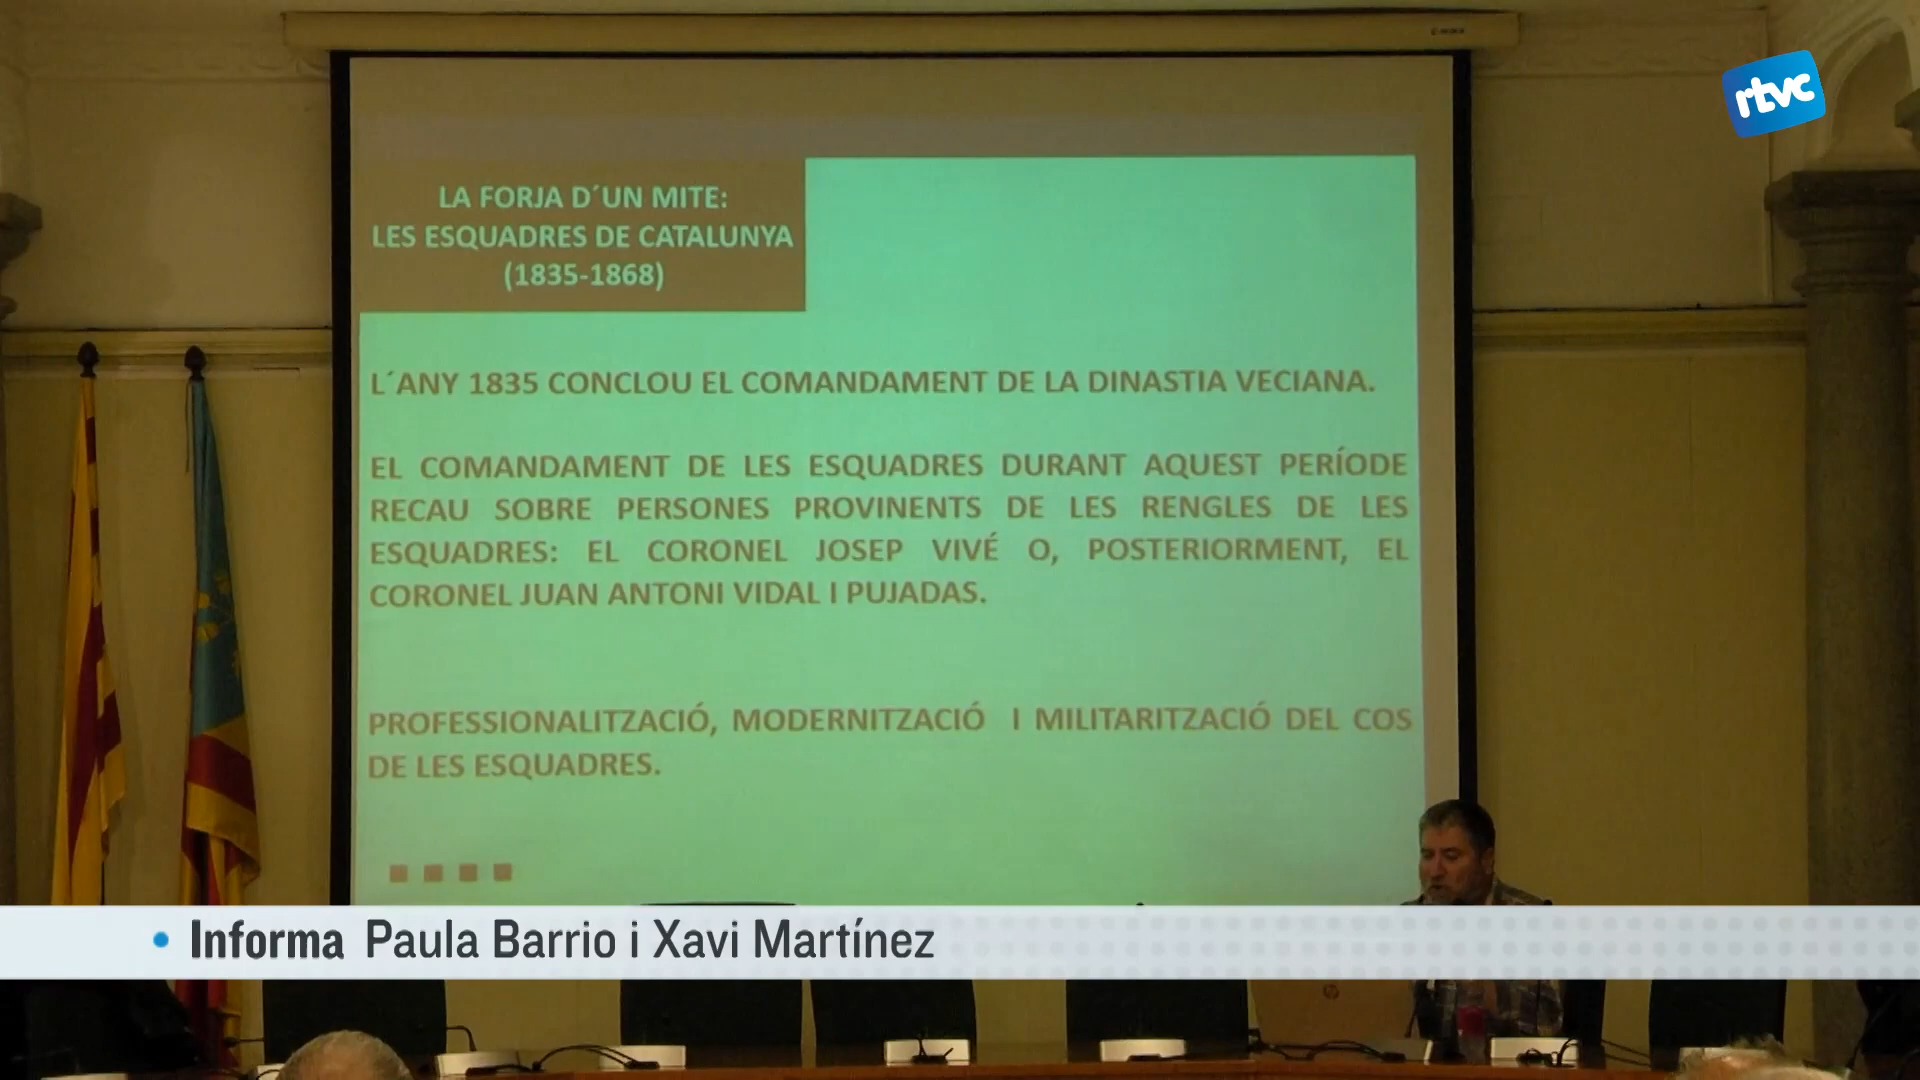 rtvc
LA FORJA D´UN MITE:
LES ESQUADRES DE CATALUNYA
(1835-1868)
L´ANY 1835 CONCLOU EL COMANDAMENT DE LA DINASTIA VECIANA.
EL COMANDAMENT DE LES ESQUADRES DURANT AQUEST PERÍODE
RECAU SOBRE PERSONES PROVINENTS DE LES RENGLES DE LES
ESQUADRES: EL CORONEL JOSEP VIVÉ O, POSTERIORMENT, EL
CORONEL JUAN ANTONI VIDAL I PUJADAS.
PROFESSIONALITZACIÓ, MODERNITZACIÓ I MILITARITZACIÓ DEL COS
DE LES ESQUADRES.
Informa Paula Barrio i Xavi Martínez